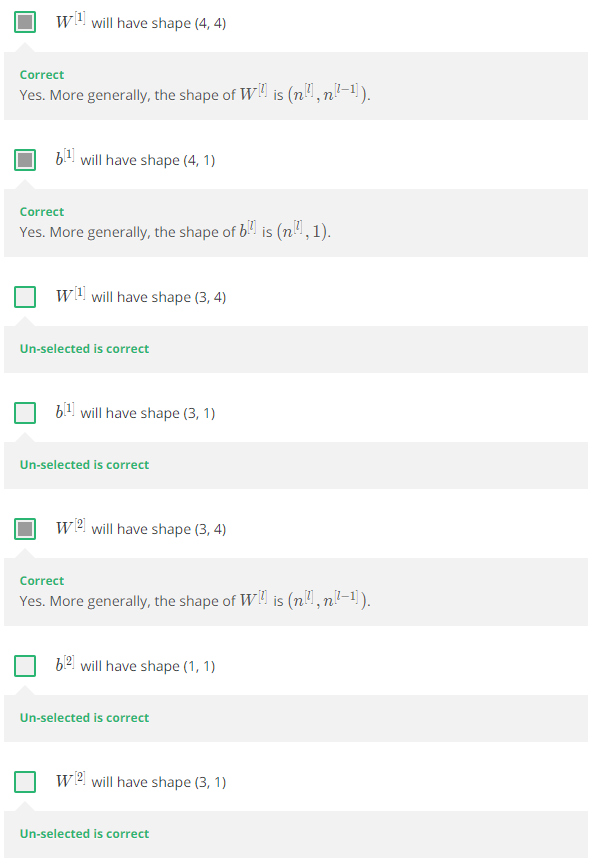 W^[1] will have shape (4, 4)
Correct
Yes. More generally, the shape of W^[l] is (n^[l], n^[l−1]).
b^[1] will have shape (4, 1)
Correct
Yes. More generally, the shape of b^[l] is (n^[l], 1).
W^[1] will have shape (3, 4)
Un-selected is correct
b^[1] will have shape (3, 1)
Un-selected is correct
W^[2] will have shape (3, 4)
Correct
Yes. More generally, the shape of W^[l] is (n^[l], n^[l−1]).
b^[2] will have shape (1, 1)
Un-selected is correct
W^[2] will have shape (3, 1)
Un-selected is correct